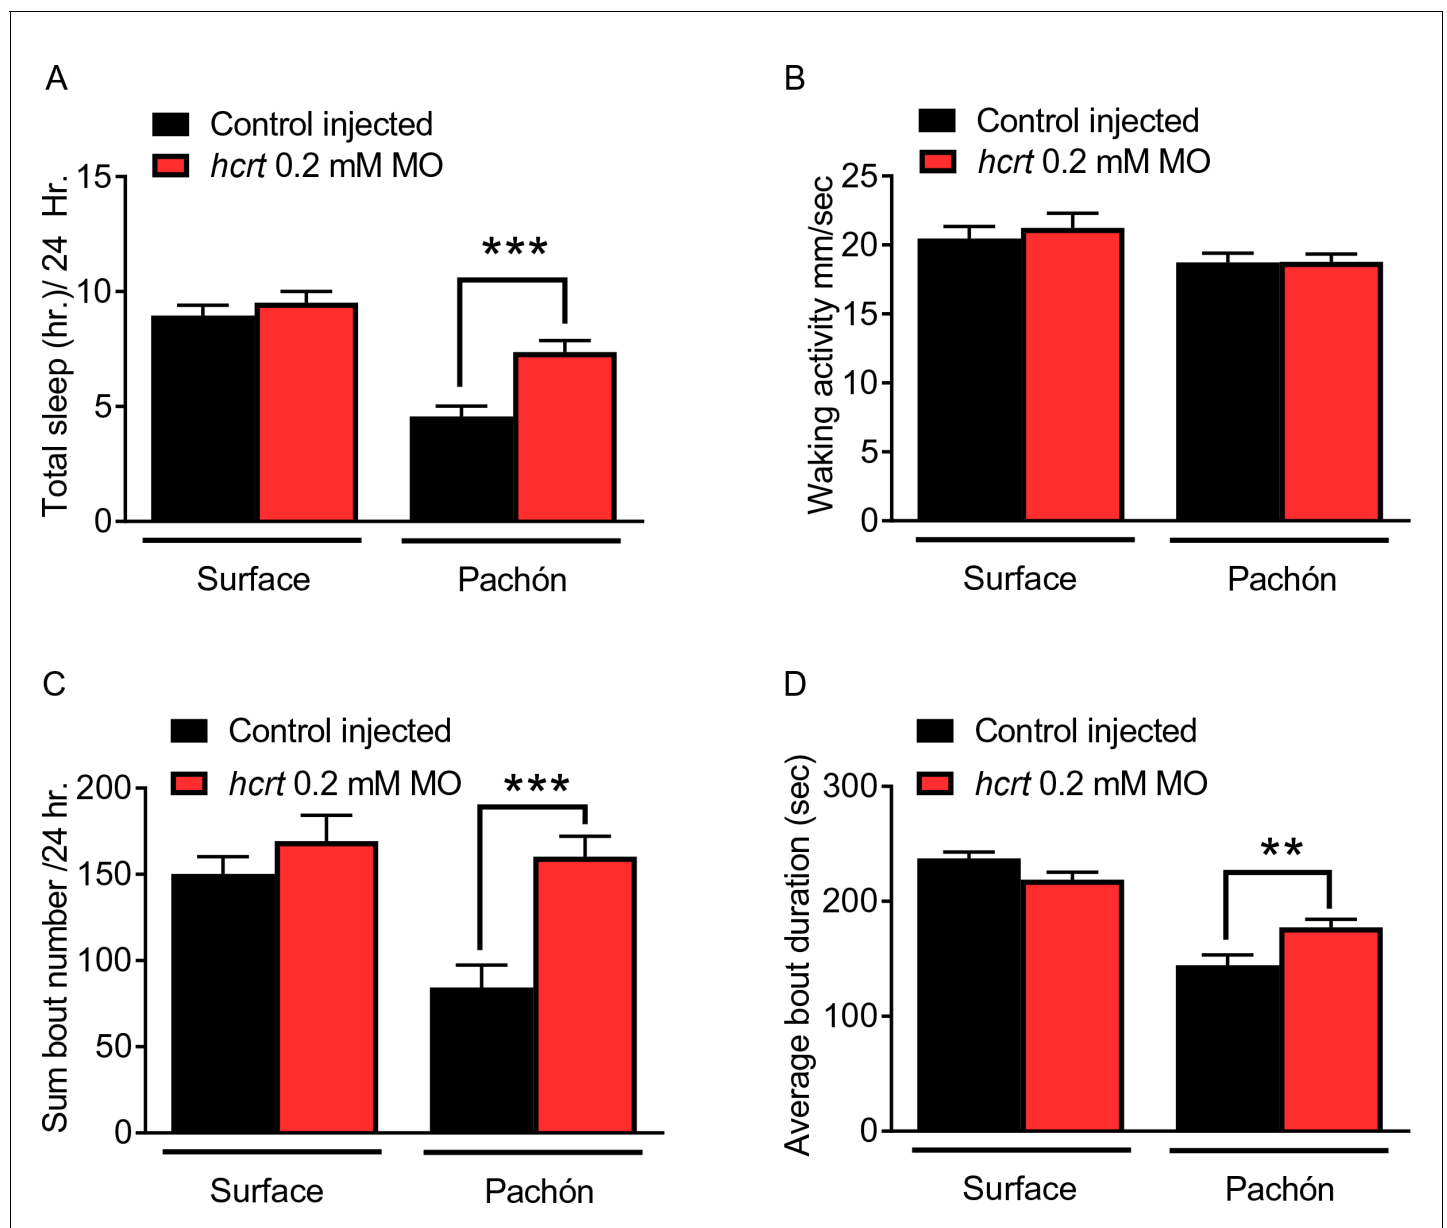 A
Control injected
hcrt 0.2 mM MO
Total sleep (hr.)/ 24 Hr.
15
10
5
0
***
Surface
Pachón
B
Control injected
hcrt 0.2 mM MO
Waking activity mm/sec
25
20
15
10
5
0
Surface
Pachón
C
Control injected
hcrt 0.2 mM MO
Sum bout number /24 hr.
200
150
100
50
0
***
Surface
Pachón
D
Control injected
hcrt 0.2 mM MO
Average bout duration (sec)
300
200
100
0
**
Surface
Pachón